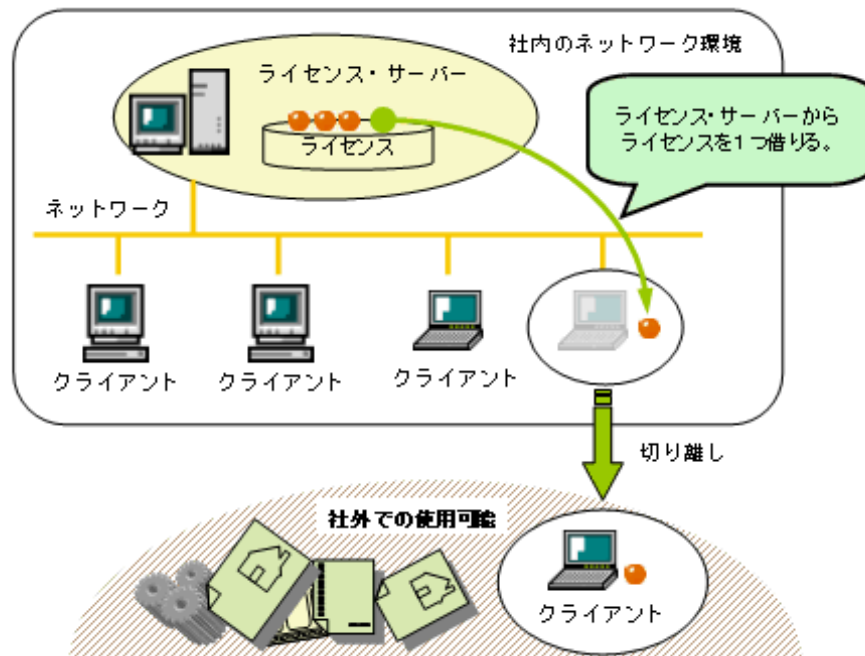 社内のネットワーク環境
ライセンス・サーバー
ライセンス
ライセンス・サーバーから
ライセンスを1つ借りる。
ネットワーク
クライアント
クライアント
クライアント
切り離し
社外での使用可能
クライアント